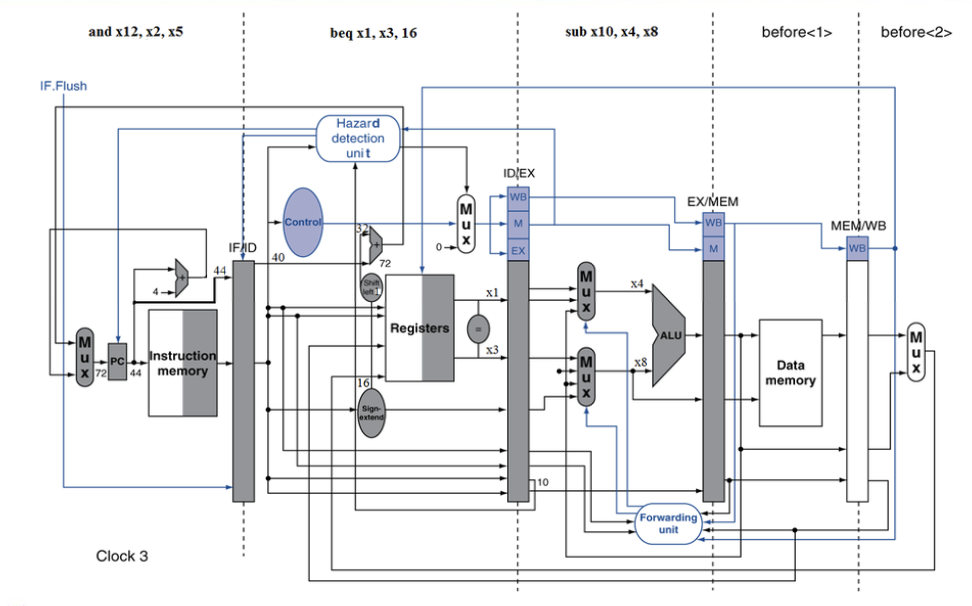 and x12, x2, x5
beq x1, x3, 16
sub x10, x4, x8
before<1>
before<2>
IF.Flush
Hazard
detection
unit
ID/EX
WB
M
EX
Control
Mux
0
EX/MEM
WB
M
MEM/WB
WB
IF/ID
40
32
+
72
44
4
+
Shift
left 1
Registers
x1
=
x3
Mux
x4
ALU
x8
Mux
Data
memory
Mux
Mux
72
PC
44
Instruction
memory
16
Sign-
extend
10
Forwarding
unit
Clock 3